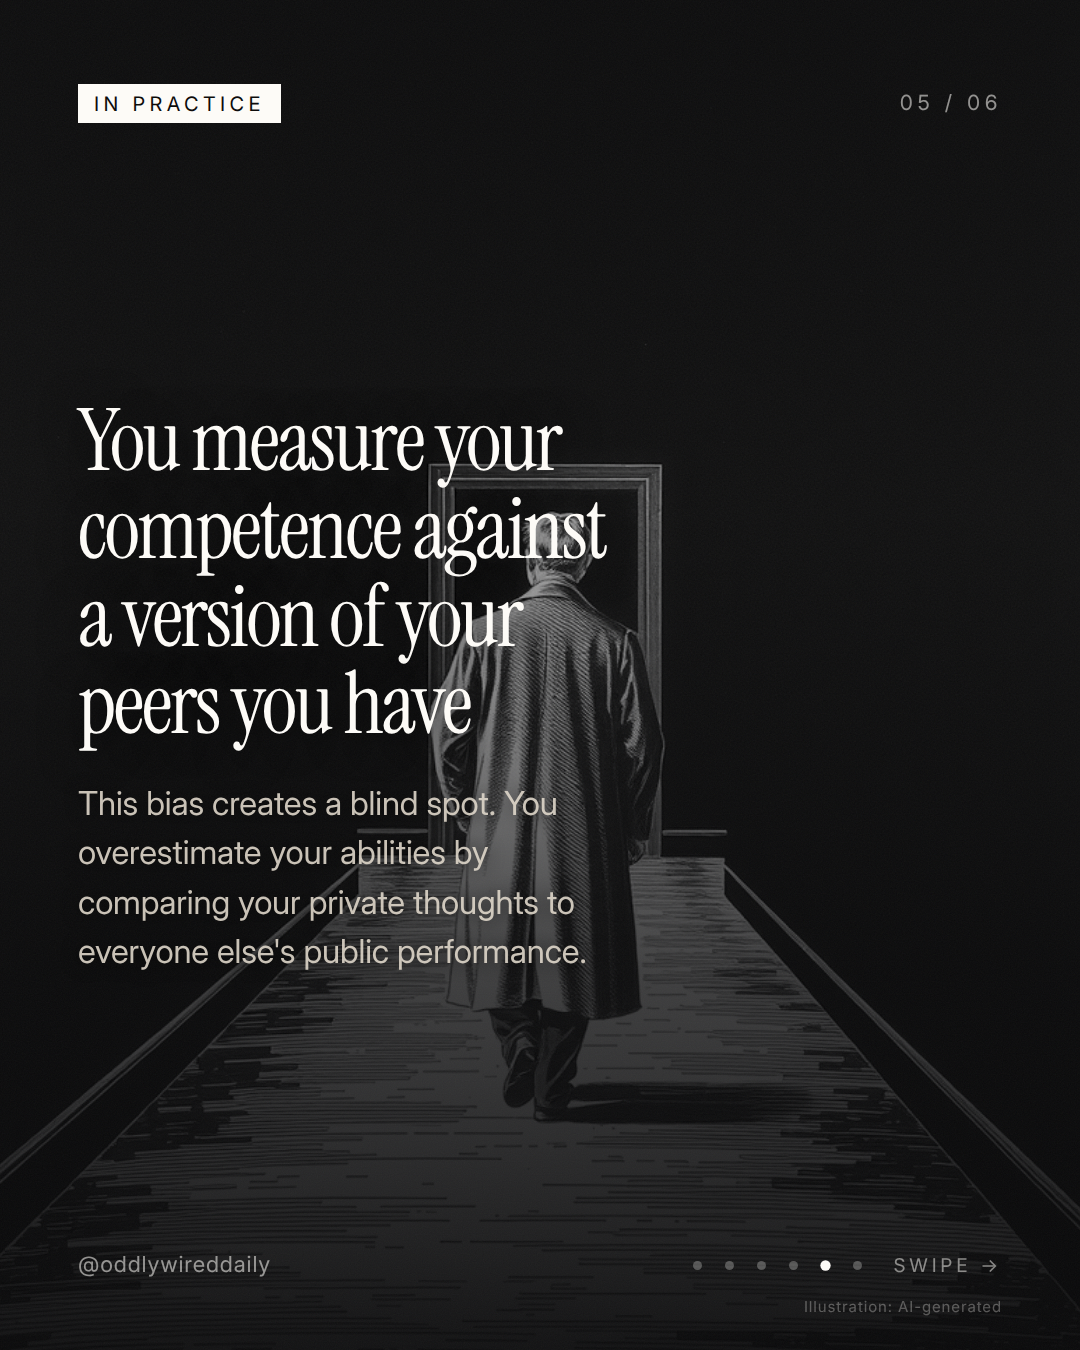 IN PRACTICE
05 / 06
You measure your
competence against
a version of your
peers you have
This bias creates a blind spot. You
overestimate your abilities by
comparing your private thoughts to
everyone else's public performance.
@oddlywireddaily
SWIPE →
Illustration: AI-generated